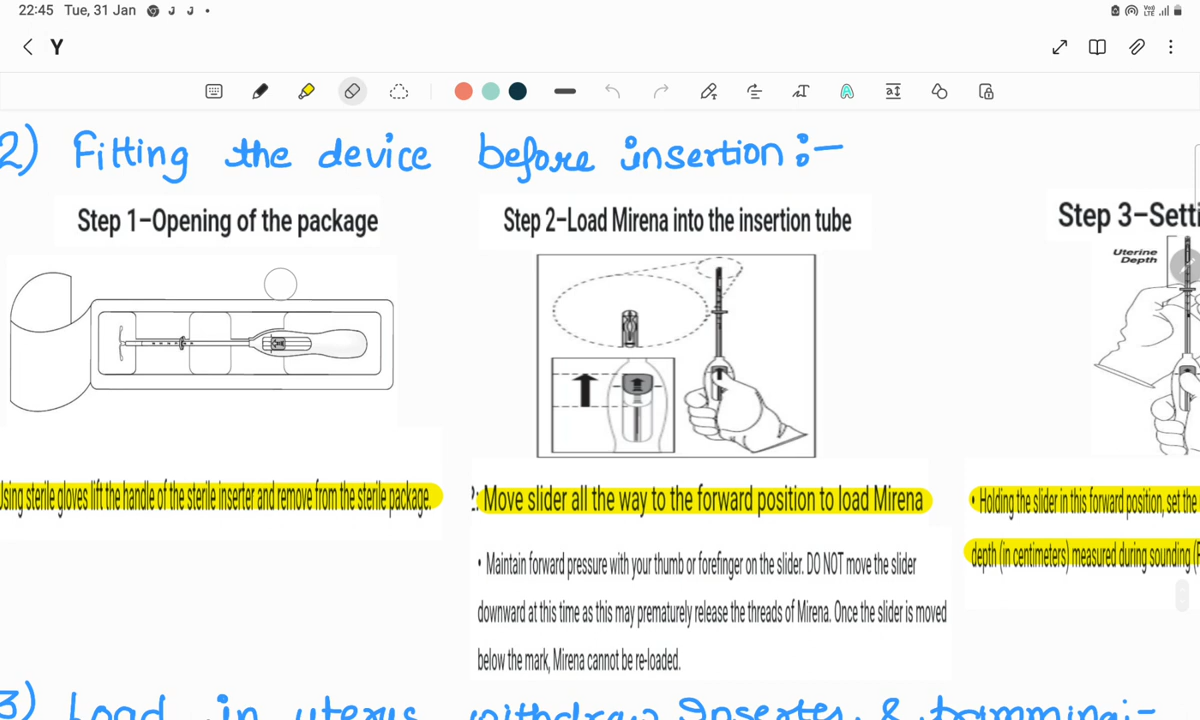 22:45 Tue, 31 Jan
Y
2) Fitting the device before insertion :-
Step 1-Opening of the package
Step 2-Load Mirena into the insertion tube
Step 3-Setti
Uterine
Depth
Using sterile gloves lift the handle of the sterile inserter and remove from the sterile package.
2: Move slider all the way to the forward position to load Mirena
• Maintain forward pressure with your thumb or forefinger on the slider. DO NOT move the slider
downward at this time as this may prematurely release the threads of Mirena. Once the slider is moved
below the mark, Mirena cannot be re-loaded.
• Holding the slider in this forward position, set the
depth (in centimeters) measured during sounding (F
3) Load in uterus, withdraw Inserter & trimming:-